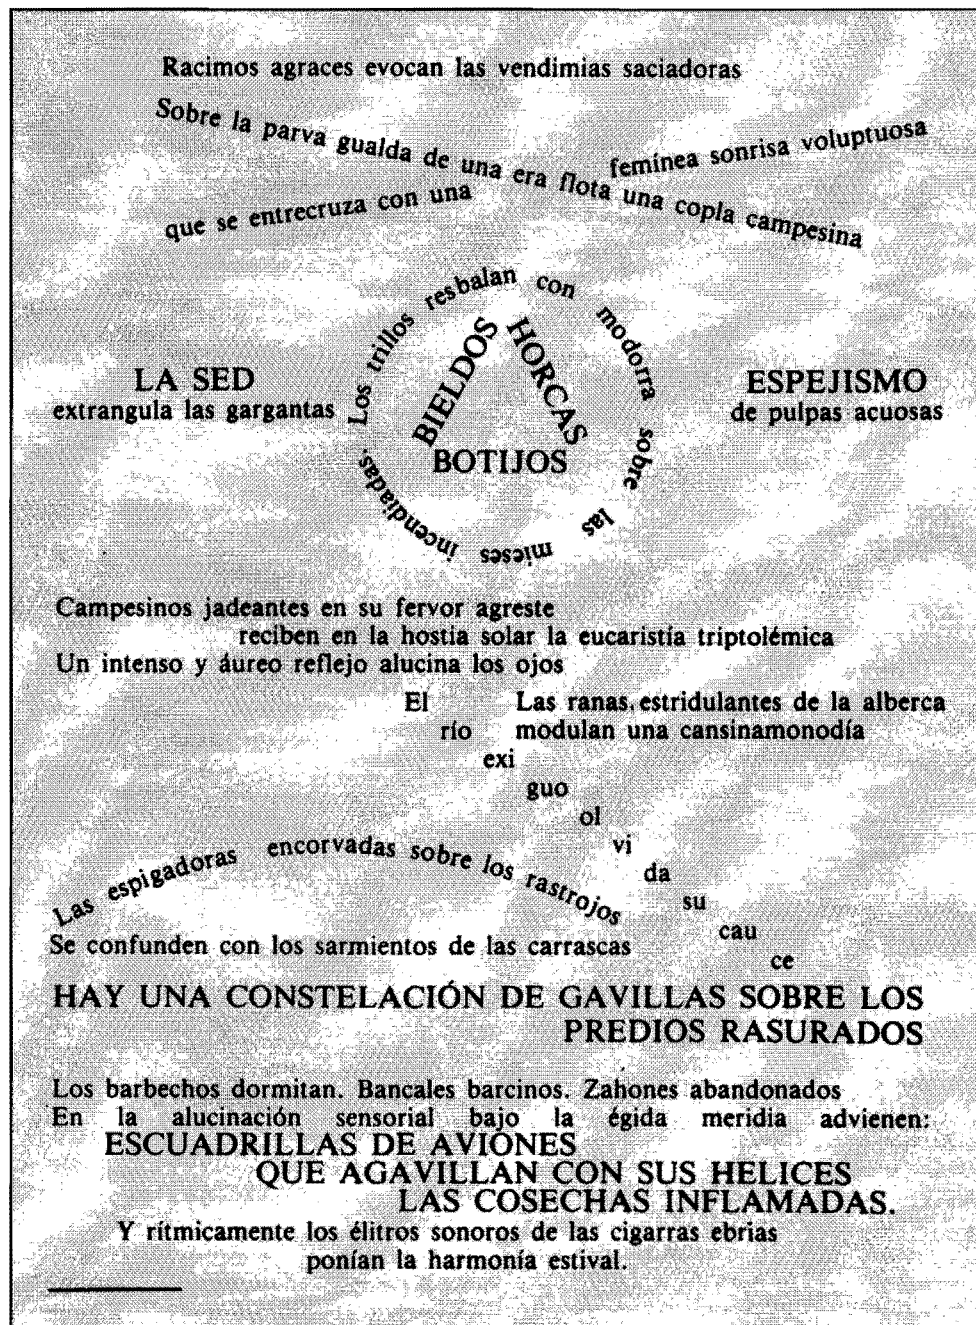 Racimos agraces evocan las vendimias saciadoras
Sobre la parva gualda de una era flota una copla campesina
que se entrecruza con una femínea sonrisa voluptuosa
Los trillos resbalan con modorra sobre las mieses incendiadas.
BIELDOS
HORCAS
BOTIJOS
LA SED
extrangula las gargantas
ESPEJISMO
de pulpas acuosas
Campesinos jadeantes en su fervor agreste
reciben en la hostia solar la eucaristía triptolémica
Un intenso y áureo reflejo alucina los ojos
El
río
exi
guo
ol
vi
da
su
cau
ce
Las ranas estridulantes de la alberca
modulan una cansinamonodía
Las espigadoras encorvadas sobre los rastrojos
Se confunden con los sarmientos de las carrascas
HAY UNA CONSTELACIÓN DE GAVILLAS SOBRE LOS
PREDIOS RASURADOS
Los barbechos dormitan. Bancales barcinos. Zahones abandonados
En la alucinación sensorial bajo la égida meridia advienen:
ESCUADRILLAS DE AVIONES
QUE AGAVILLAN CON SUS HELICES
LAS COSECHAS INFLAMADAS.
Y rítmicamente los élitros sonoros de las cigarras ebrias
ponían la harmonía estival.